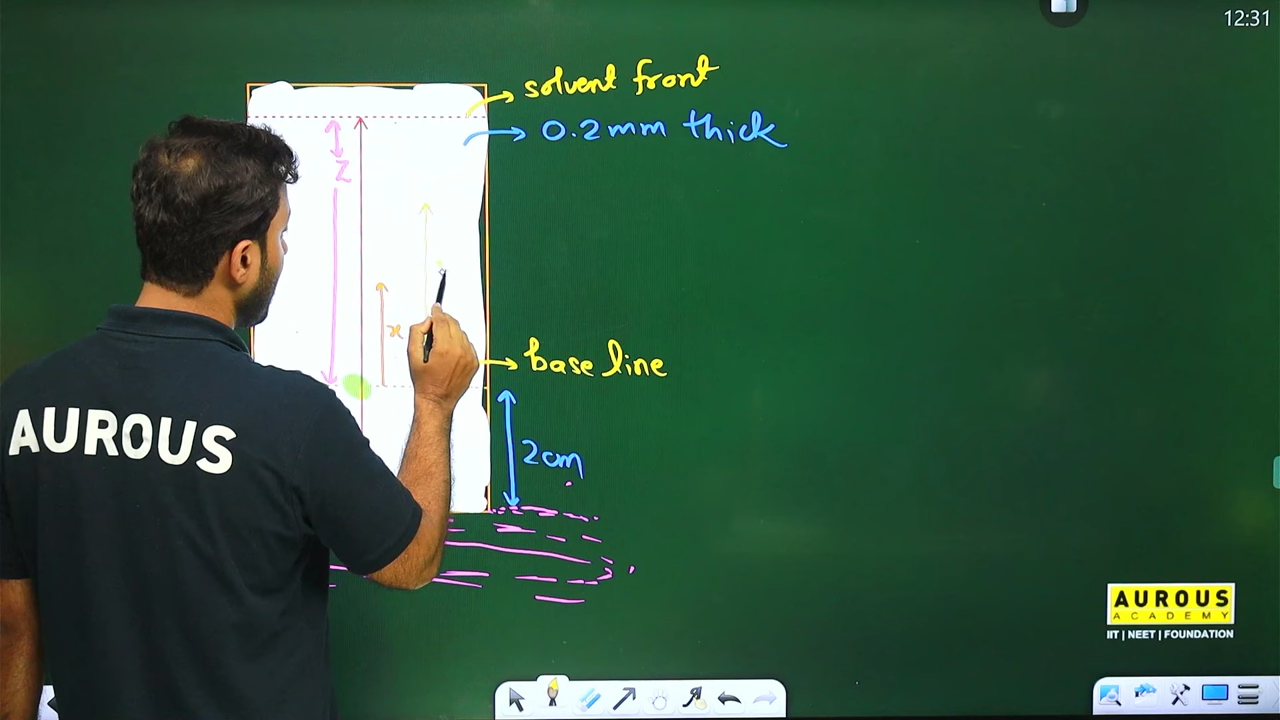 12:31
solvent front
0.2mm thick
Z
x
base line
2cm
AUROUS
AUROUS
ACADEMY
IIT | NEET | FOUNDATION